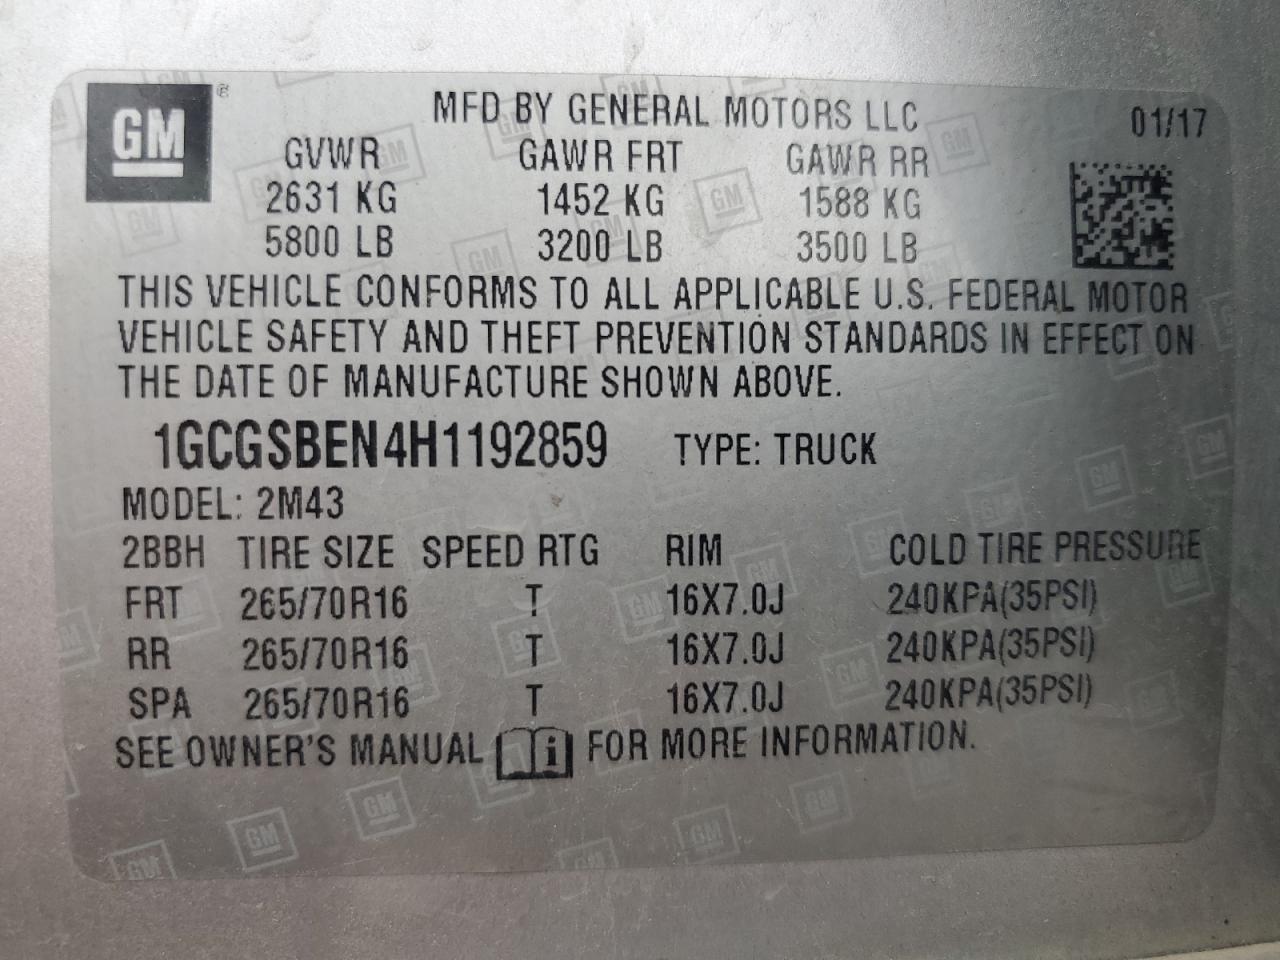 GM ®
MFD BY GENERAL MOTORS LLC 01/17
GVWR GAWR FRT GAWR RR
2631 KG 1452 KG 1588 KG
5800 LB 3200 LB 3500 LB
THIS VEHICLE CONFORMS TO ALL APPLICABLE U.S. FEDERAL MOTOR
VEHICLE SAFETY AND THEFT PREVENTION STANDARDS IN EFFECT ON
THE DATE OF MANUFACTURE SHOWN ABOVE.
1GCGSBEN4H1192859 TYPE: TRUCK
MODEL: 2M43
2BBH TIRE SIZE SPEED RTG RIM COLD TIRE PRESSURE
FRT 265/70R16 T 16X7.0J 240KPA(35PSI)
RR 265/70R16 T 16X7.0J 240KPA(35PSI)
SPA 265/70R16 T 16X7.0J 240KPA(35PSI)
SEE OWNER'S MANUAL i FOR MORE INFORMATION.